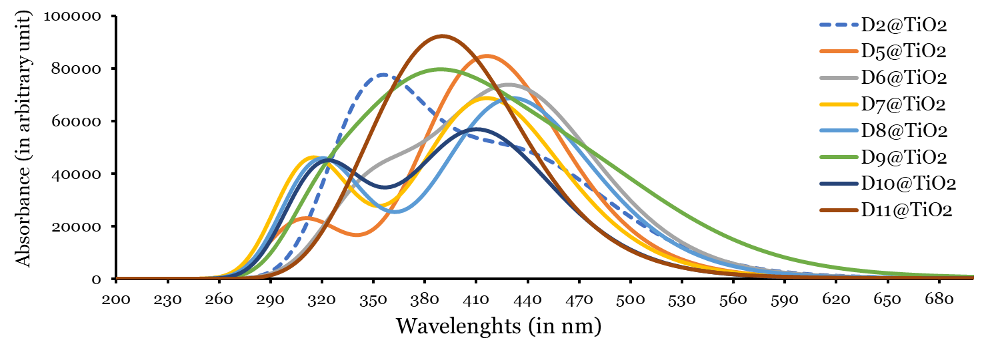 Absorbance (in arbitrary unit)
100000
80000
60000
40000
20000
0
200 230 260 290 320 350 380 410 440 470 500 530 560 590 620 650 680
Wavelenghts (in nm)
D2@TiO2
D5@TiO2
D6@TiO2
D7@TiO2
D8@TiO2
D9@TiO2
D10@TiO2
D11@TiO2